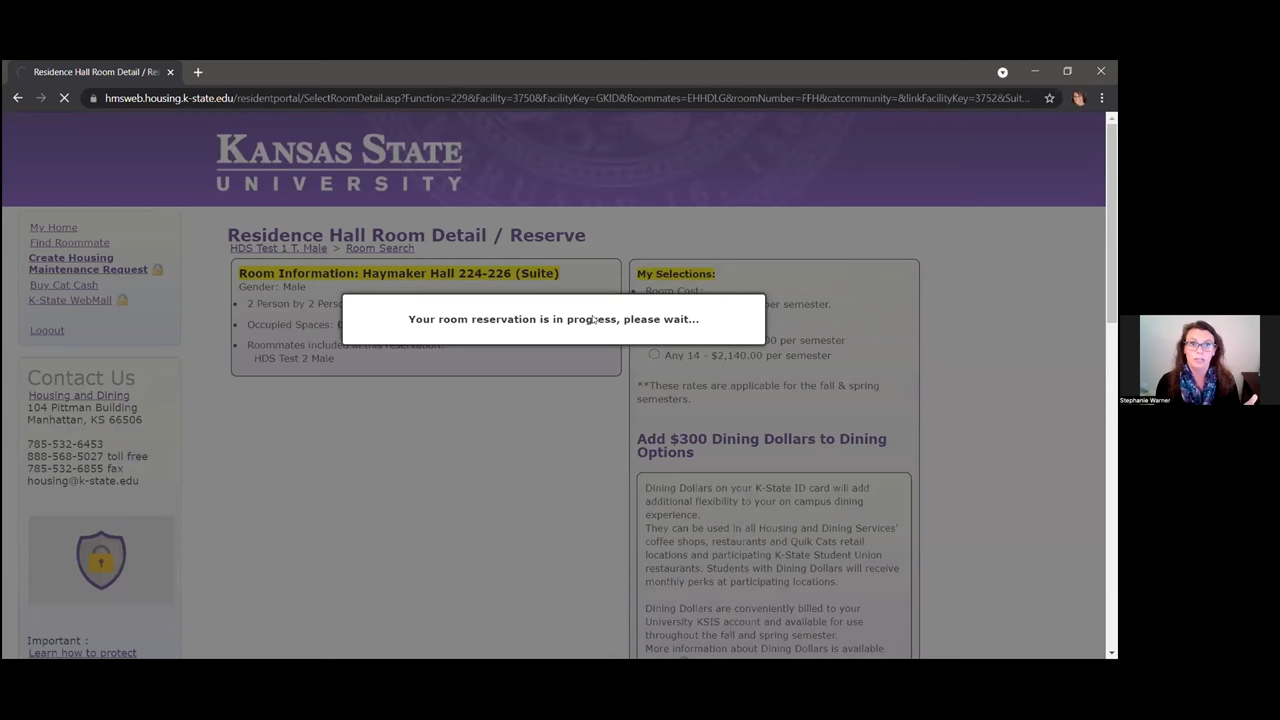 Residence Hall Room Detail / Res
hmsweb.housing.k-state.edu/residentportal/SelectRoomDetail.asp?Function=229&Facility=3750&FacilityKey=GKID&Roommates=EHHDLG&roomNumber=FFH&catcommunity=&linkFacilityKey=3752&Suit...
KANSAS STATE
UNIVERSITY
My Home
Find Roommate
Create Housing
Maintenance Request
Buy Cat Cash
K-State WebMail
Logout
Contact Us
Housing and Dining
104 Pittman Building
Manhattan, KS 66506
785-532-6453
888-568-5027 toll free
785-532-6855 fax
housing@k-state.edu
Important :
Learn how to protect
Residence Hall Room Detail / Reserve
HDS Test 1 T. Male > Room Search
Room Information: Haymaker Hall 224-226 (Suite)
Gender: Male
2 Person by 2 Pers
Occupied Spaces:
Roommates included in this reservation:
HDS Test 2 Male
Your room reservation is in progress, please wait...
My Selections:
Room Cost:
per semester.
00 per semester
Any 14 - $2,140.00 per semester
**These rates are applicable for the fall & spring
semesters.
Add $300 Dining Dollars to Dining
Options
Dining Dollars on your K-State ID card will add
additional flexibility to your on campus dining
experience.
They can be used in all Housing and Dining Services'
coffee shops, restaurants and Quik Cats retail
locations and participating K-State Student Union
restaurants. Students with Dining Dollars will receive
monthly perks at participating locations.
Dining Dollars are conveniently billed to your
University KSIS account and available for use
throughout the fall and spring semester.
More information about Dining Dollars is available
Stephanie Warner